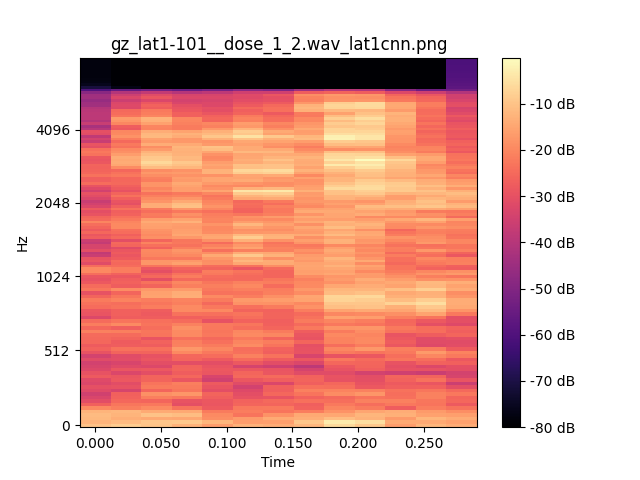 gz_lat1-101__dose_1_2.wav_lat1cnn.png
Hz
4096
2048
1024
512
0
0.000 0.050 0.100 0.150 0.200 0.250
Time
-10 dB
-20 dB
-30 dB
-40 dB
-50 dB
-60 dB
-70 dB
-80 dB